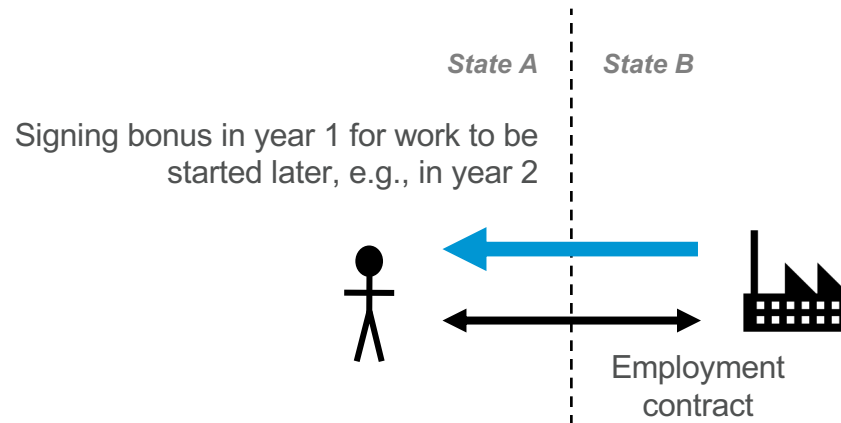 State A
State B
Signing bonus in year 1 for work to be
started later, e.g., in year 2
Employment
contract